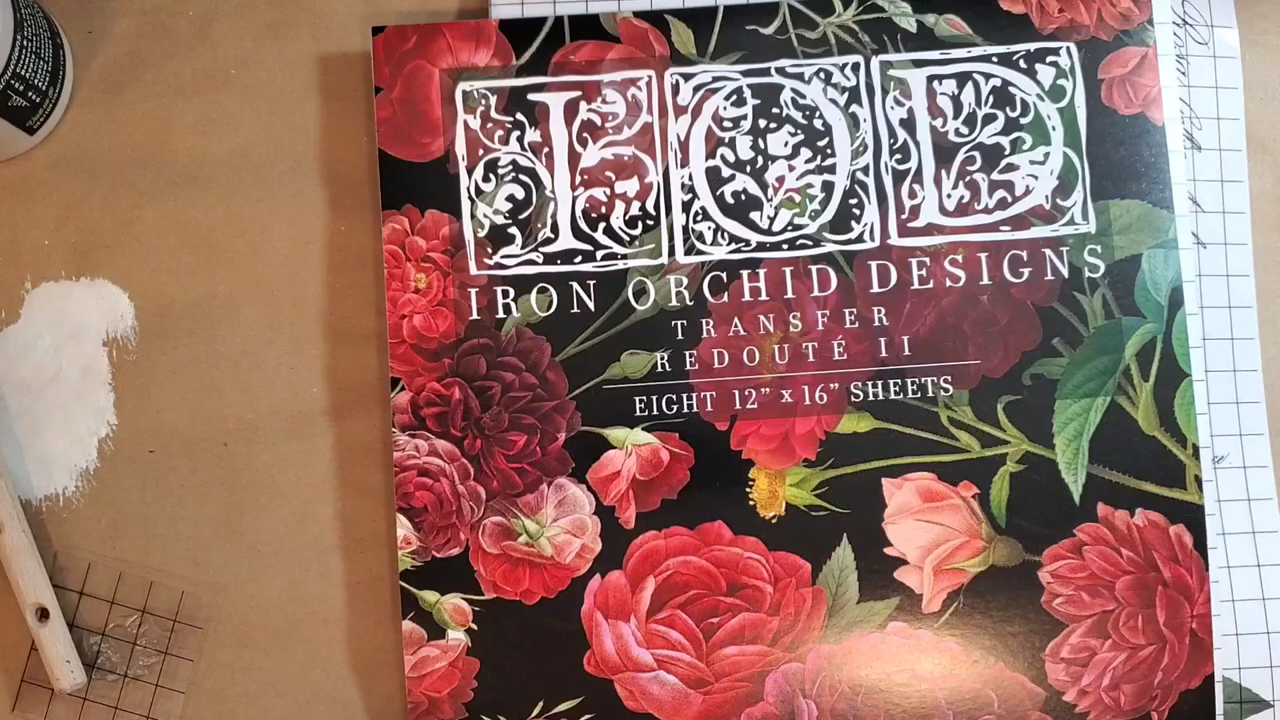 IOD
IRON ORCHID DESIGNS
TRANSFER
REDOUTÉ II
EIGHT 12” x 16” SHEETS